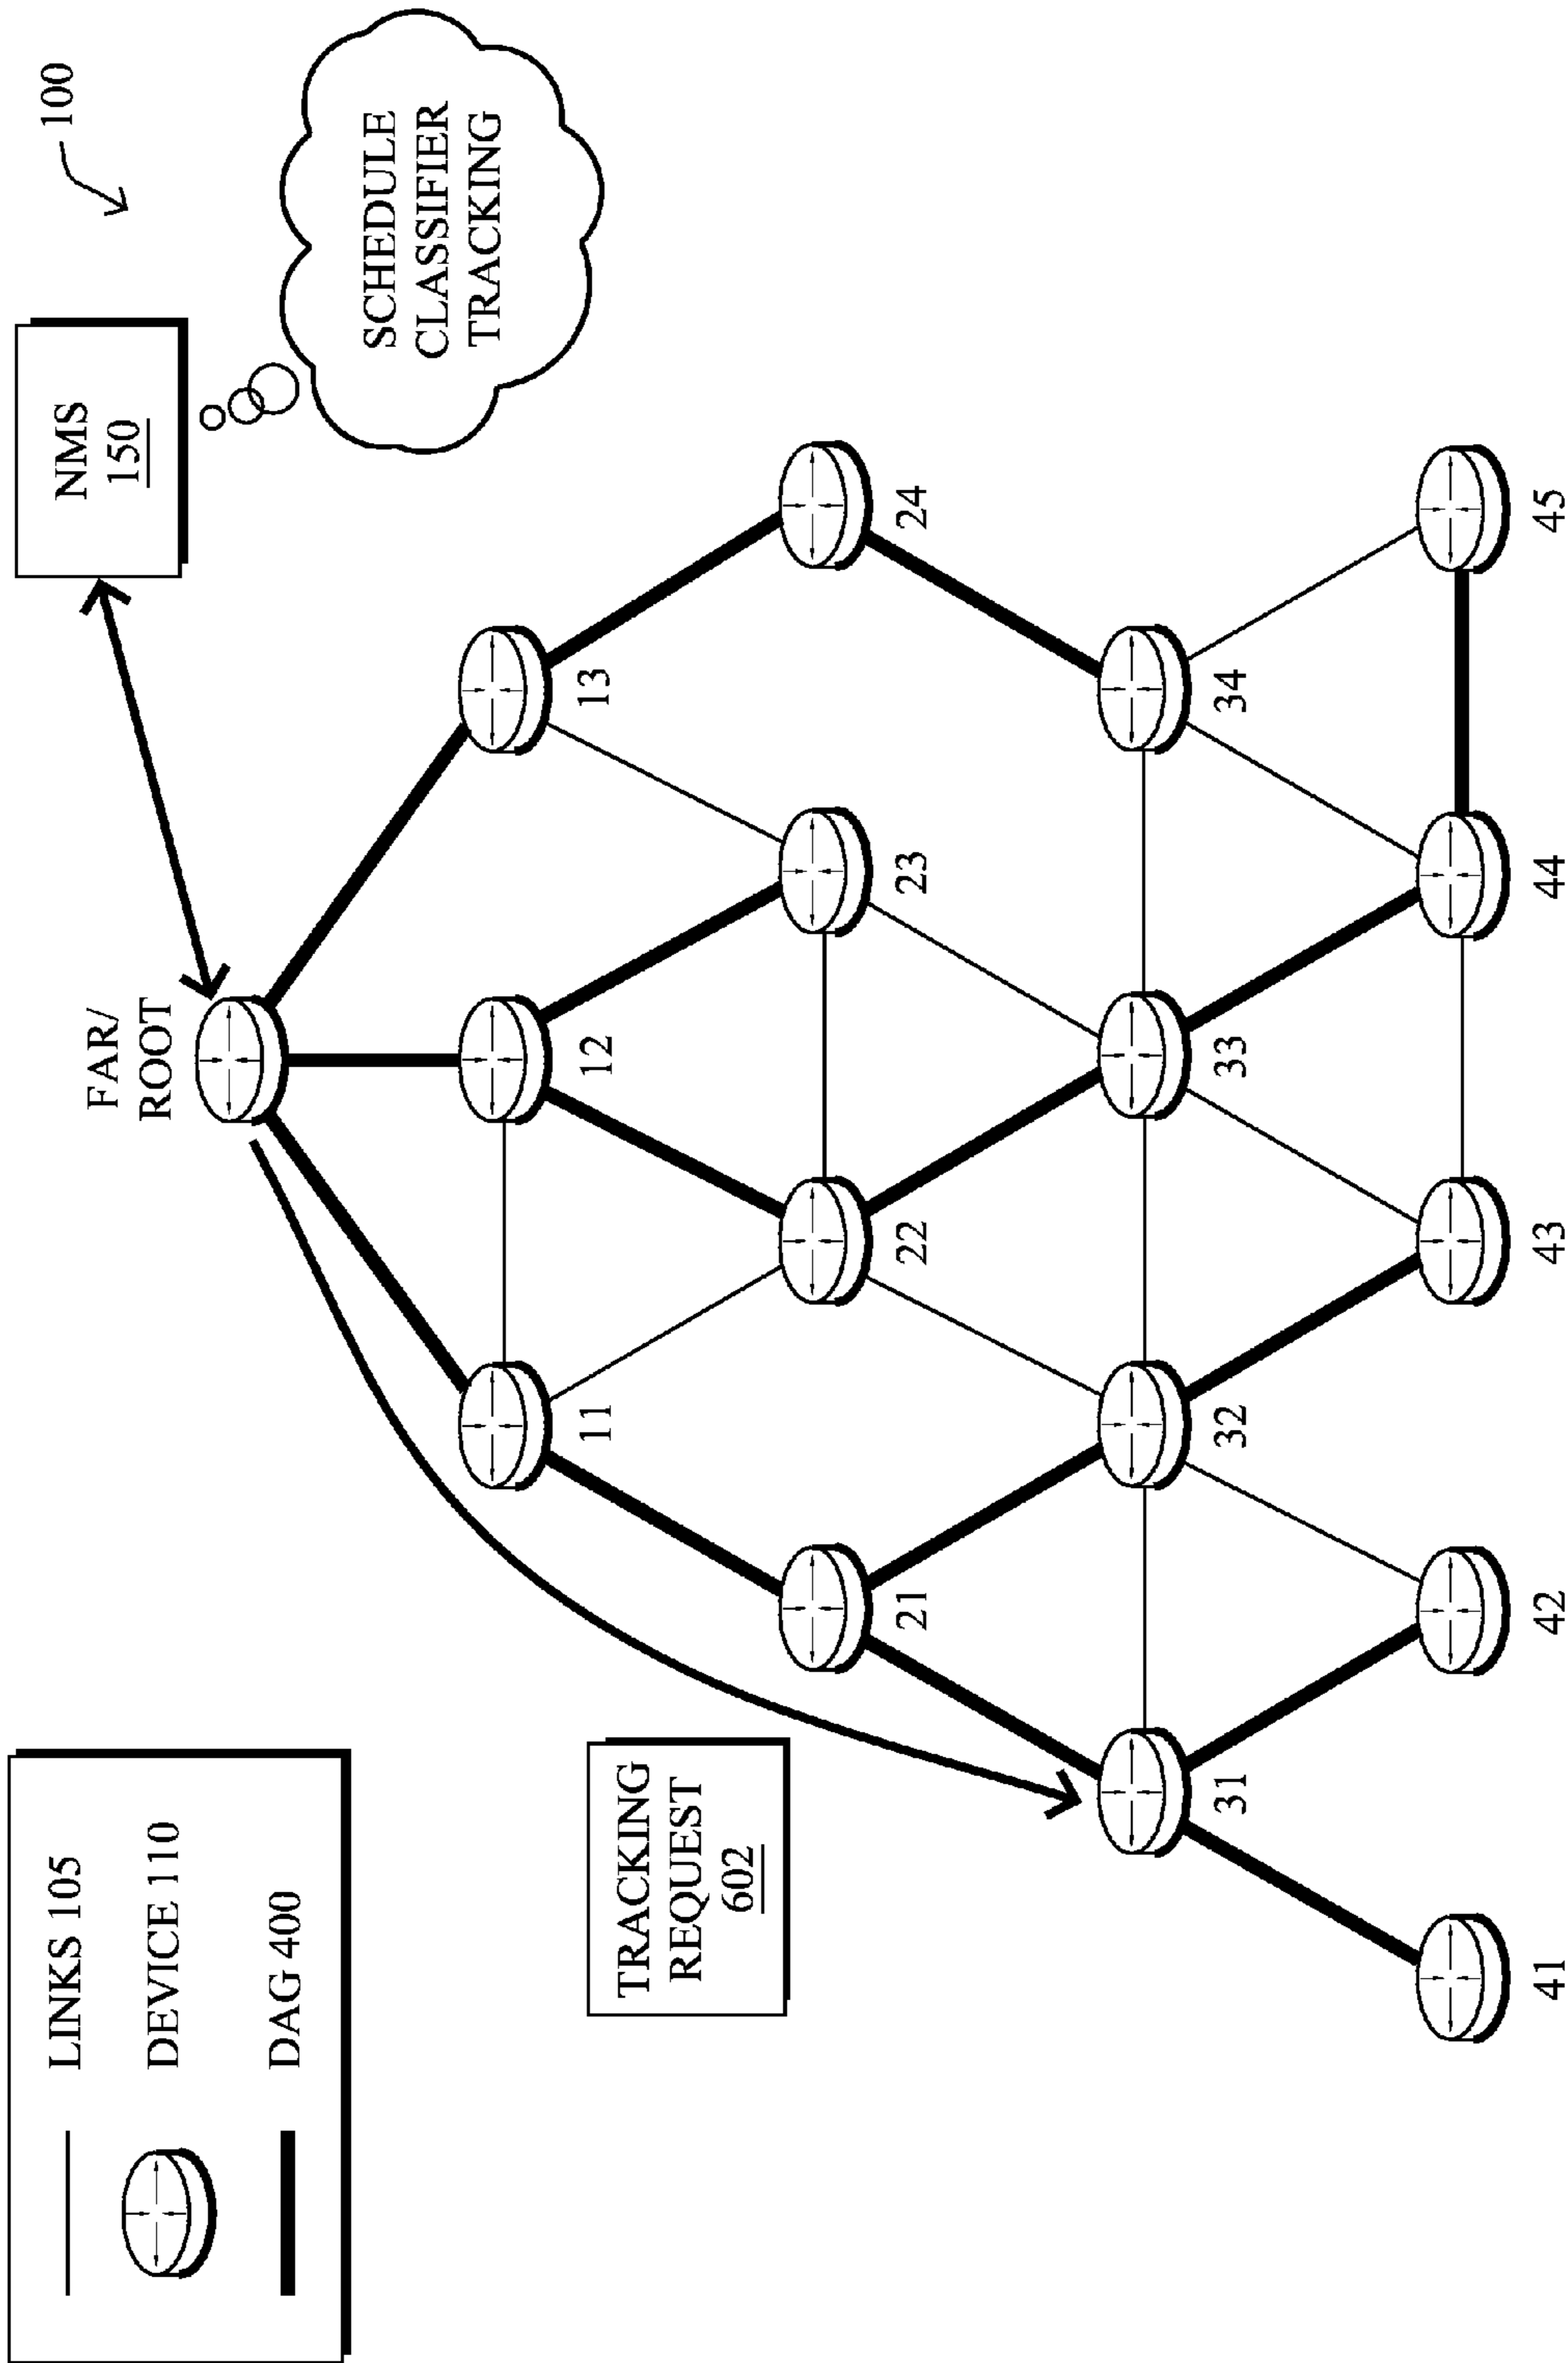 LINKS 105
DEVICE 110
DAG 400
FAR/
ROOT
NMS
150
100
SCHEDULE
CLASSIFIER
TRACKING
TRACKING
REQUEST
602
11
12
13
21
22
23
24
31
32
33
34
41
42
43
44
45